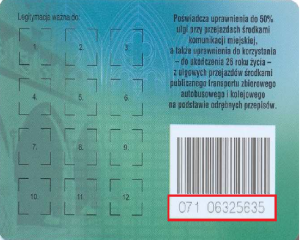 Legitymacja ważna do:
1. 2. 3.
4. 5. 6.
7. 8. 9.
10. 11. 12.
Poświadcza uprawnienia do 50%
ulgi przy przejazdach środkami
komunikacji miejskiej,
a także uprawnienia do korzystania
– do ukończenia 26 roku życia –
z ulgowych przejazdów środkami
publicznego transportu zbiorowego
autobusowego i kolejowego
na podstawie odrębnych przepisów.
071 06325635